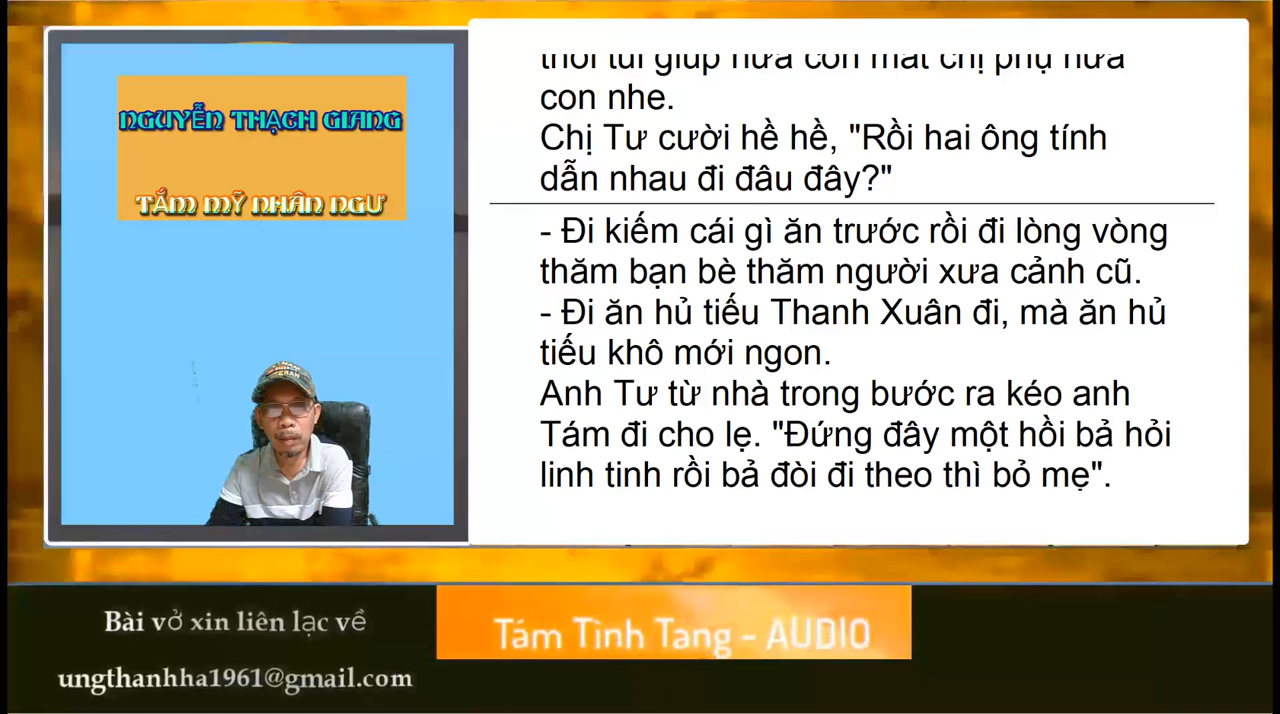 NGUYỄN THẠCH GIANG
TẮM MỸ NHÂN NGƯ
con nhe.
Chị Tư cười hề hề, "Rồi hai ông tính
dẫn nhau đi đâu đây?"
- Đi kiếm cái gì ăn trước rồi đi lòng vòng
thăm bạn bè thăm người xưa cảnh cũ.
- Đi ăn hủ tiếu Thanh Xuân đi, mà ăn hủ
tiếu khô mới ngon.
Anh Tư từ nhà trong bước ra kéo anh
Tám đi cho lẹ. "Đứng đây một hồi bả hỏi
linh tinh rồi bả đòi đi theo thì bỏ mẹ".
Bài vở xin liên lạc về
ungthanhha1961@gmail.com
Tám Tình Tang - AUDIO